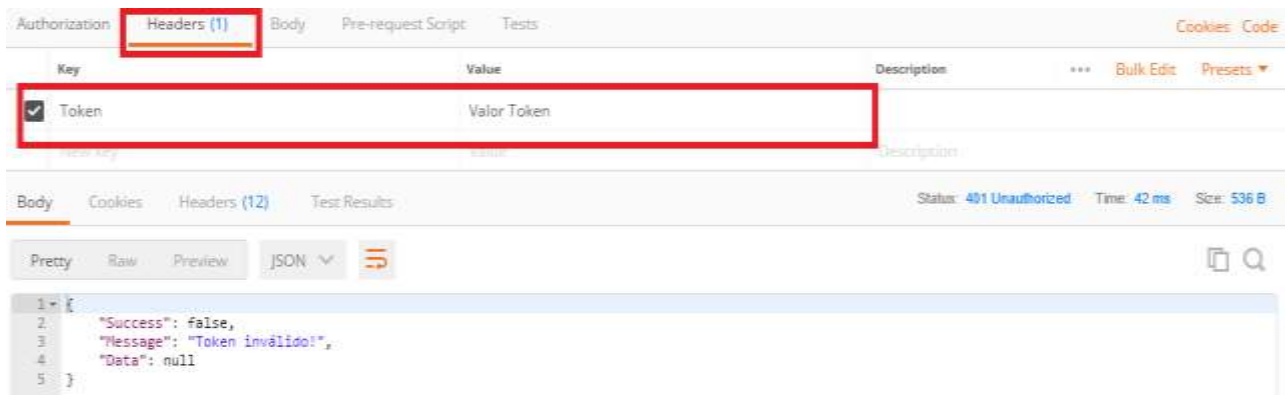 Authorization Headers (1) Body Pre-request Script Tests Cookies Code
Key Value Description ••• Bulk Edit Presets
Token Valor Token
New key Value Description
Body Cookies Headers (12) Test Results Status: 401 Unauthorized Time: 42 ms Size: 536 B
Pretty Raw Preview JSON
1 {
2 "Success": false,
3 "Message": "Token inválido!",
4 "Data": null
5 }